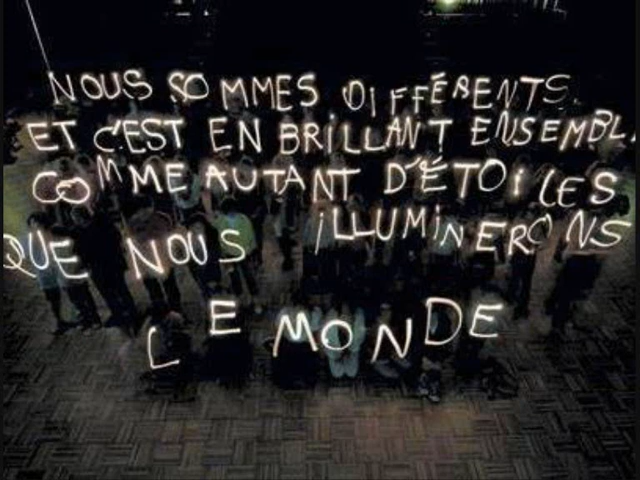 NOUS SOMMES DIFFÉRENTS
ET C'EST EN BRILLANT ENSEMBL
COMME AUTANT D'ÉTOILES
QUE NOUS ILLUMINERONS
LE MONDE